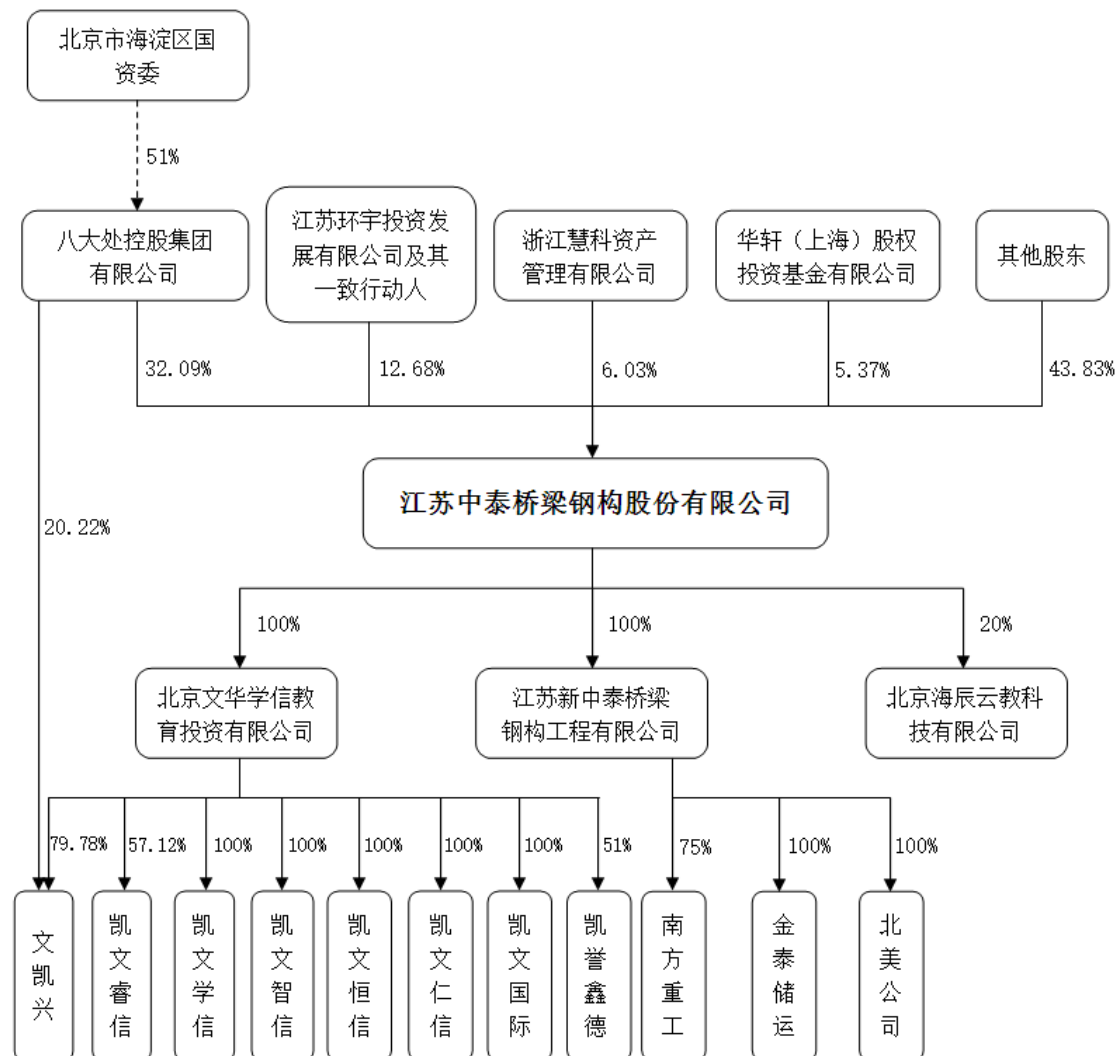 北京市海淀区国
资委
51%
八大处控股集团
有限公司
江苏环宇投资发
展有限公司及其
一致行动人
浙江慧科资产
管理有限公司
华轩（上海）股权
投资基金有限公司
其他股东
32.09%
12.68%
6.03%
5.37%
43.83%
江苏中泰桥梁钢构股份有限公司
20.22%
100%
100%
20%
北京文华学信教
育投资有限公司
江苏新中泰桥梁
钢构工程有限公司
北京海辰云教科
技有限公司
79.78%
57.12%
100%
100%
100%
100%
100%
51%
75%
100%
100%
文凯兴
凯文睿信
凯文学信
凯文智信
凯文恒信
凯文仁信
凯文国际
凯誉鑫德
南方重工
金泰储运
北美公司